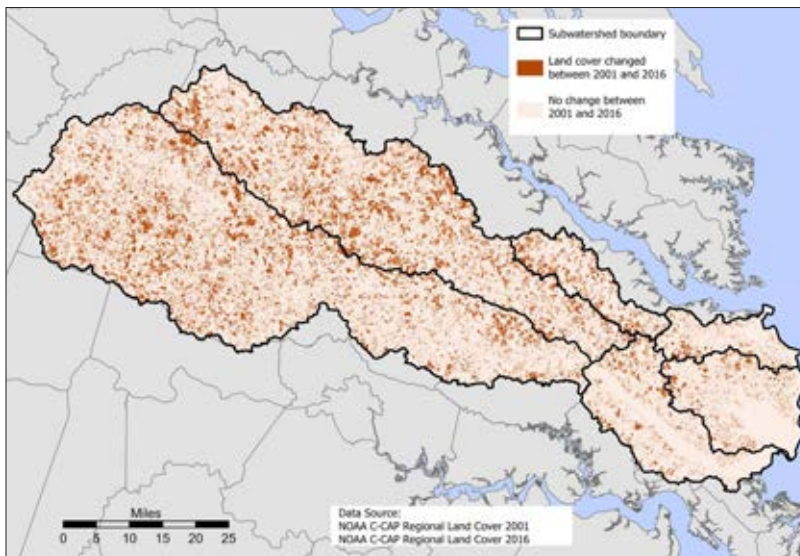 Subwatershed boundary
Land cover changed
between 2001 and 2016
No change between
2001 and 2016
Miles
0 5 10 15 20 25
Data Source:
NOAA C-CAP Regional Land Cover 2001
NOAA C-CAP Regional Land Cover 2016